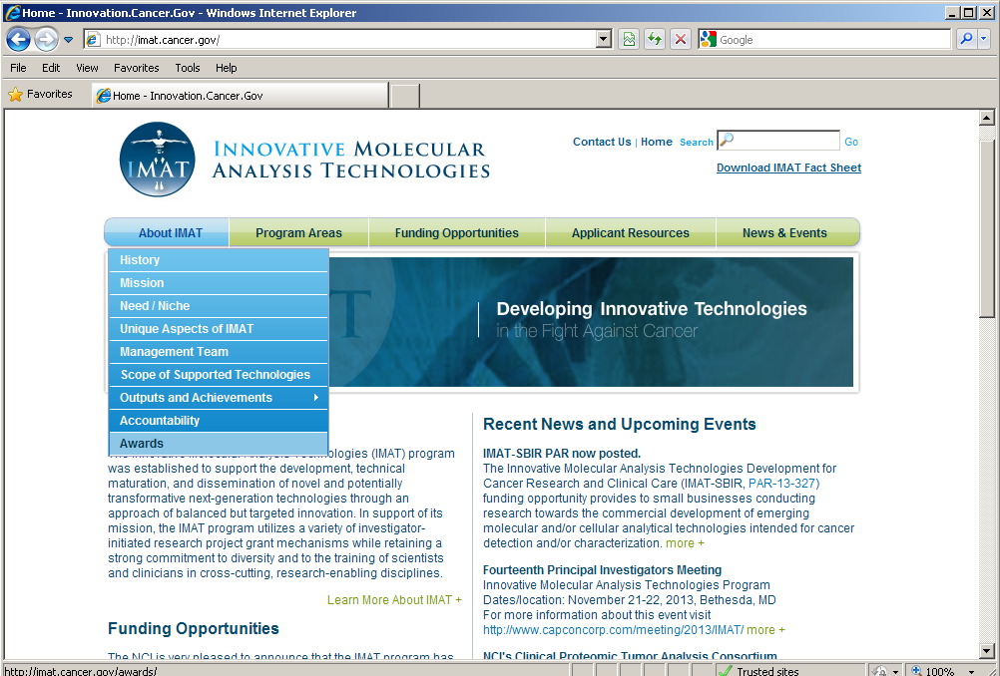 Home - Innovation.Cancer.Gov - Windows Internet Explorer
http://imat.cancer.gov/
Google
File Edit View Favorites Tools Help
Favorites
Home - Innovation.Cancer.Gov
IMAT
INNOVATIVE MOLECULAR
ANALYSIS TECHNOLOGIES
Contact Us | Home Search Go
Download IMAT Fact Sheet
About IMAT Program Areas Funding Opportunities Applicant Resources News & Events
History
Mission
Need / Niche
Unique Aspects of IMAT
Management Team
Scope of Supported Technologies
Outputs and Achievements
Accountability
Awards
T
Developing Innovative Technologies
in the Fight Against Cancer
The Innovative Molecular Analysis Technologies (IMAT) program
was established to support the development, technical
maturation, and dissemination of novel and potentially
transformative next-generation technologies through an
approach of balanced but targeted innovation. In support of its
mission, the IMAT program utilizes a variety of investigator-
initiated research project grant mechanisms while retaining a
strong commitment to diversity and to the training of scientists
and clinicians in cross-cutting, research-enabling disciplines.
Learn More About IMAT +
Funding Opportunities
The NCI is very pleased to announce that the IMAT program has
Recent News and Upcoming Events
IMAT-SBIR PAR now posted.
The Innovative Molecular Analysis Technologies Development for
Cancer Research and Clinical Care (IMAT-SBIR, PAR-13-327)
funding opportunity provides to small businesses conducting
research towards the commercial development of emerging
molecular and/or cellular analytical technologies intended for cancer
detection and/or characterization. more +
Fourteenth Principal Investigators Meeting
Innovative Molecular Analysis Technologies Program
Dates/location: November 21-22, 2013, Bethesda, MD
For more information about this event visit
http://www.capconcorp.com/meeting/2013/IMAT/ more +
NCI's Clinical Proteomic Tumor Analysis Consortium
http://imat.cancer.gov/awards/
Trusted sites
100%